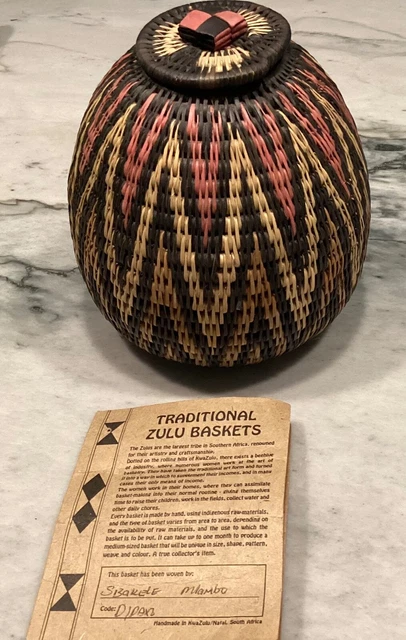 TRADITIONAL
ZULU BASKETS
The Zulus are the largest tribe in Southern Africa, renowned
for their artistry and craftsmanship.
Dotted on the rolling hills of KwaZulu, there exists a beehive
of industry, where numerous women work at the art of
basketry. They have taken the traditional art form and turned
it into a way in which to supplement their incomes, and in many
cases their only means of income.
The women work in their homes, where they can assimilate
basket-making into their normal routine - giving themselves
time to raise their children, work in the fields, collect water and
other daily chores.
Every basket is made by hand, using indigenous raw-materials,
and the type of basket varies from area to area, depending on
the availability of raw materials, and the use to which the
basket is to be put. It can take up to one month to produce a
medium-sized basket that will be unique in size, shape, pattern,
weave and colour. A true collector's item.
This basket has been woven by:
Mlambo
Code:
Handmade in KwaZulu/Natal, South Africa